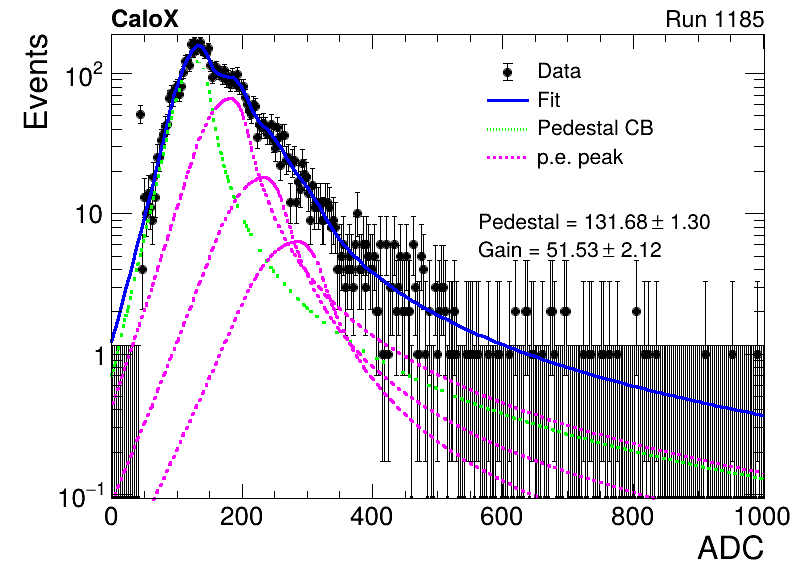 CaloX Run 1185
Events
Data
Fit
Pedestal CB
p.e. peak
Pedestal = 131.68 ± 1.30
Gain = 51.53 ± 2.12
10²
10
1
10⁻¹
0 200 400 600 800 1000
ADC